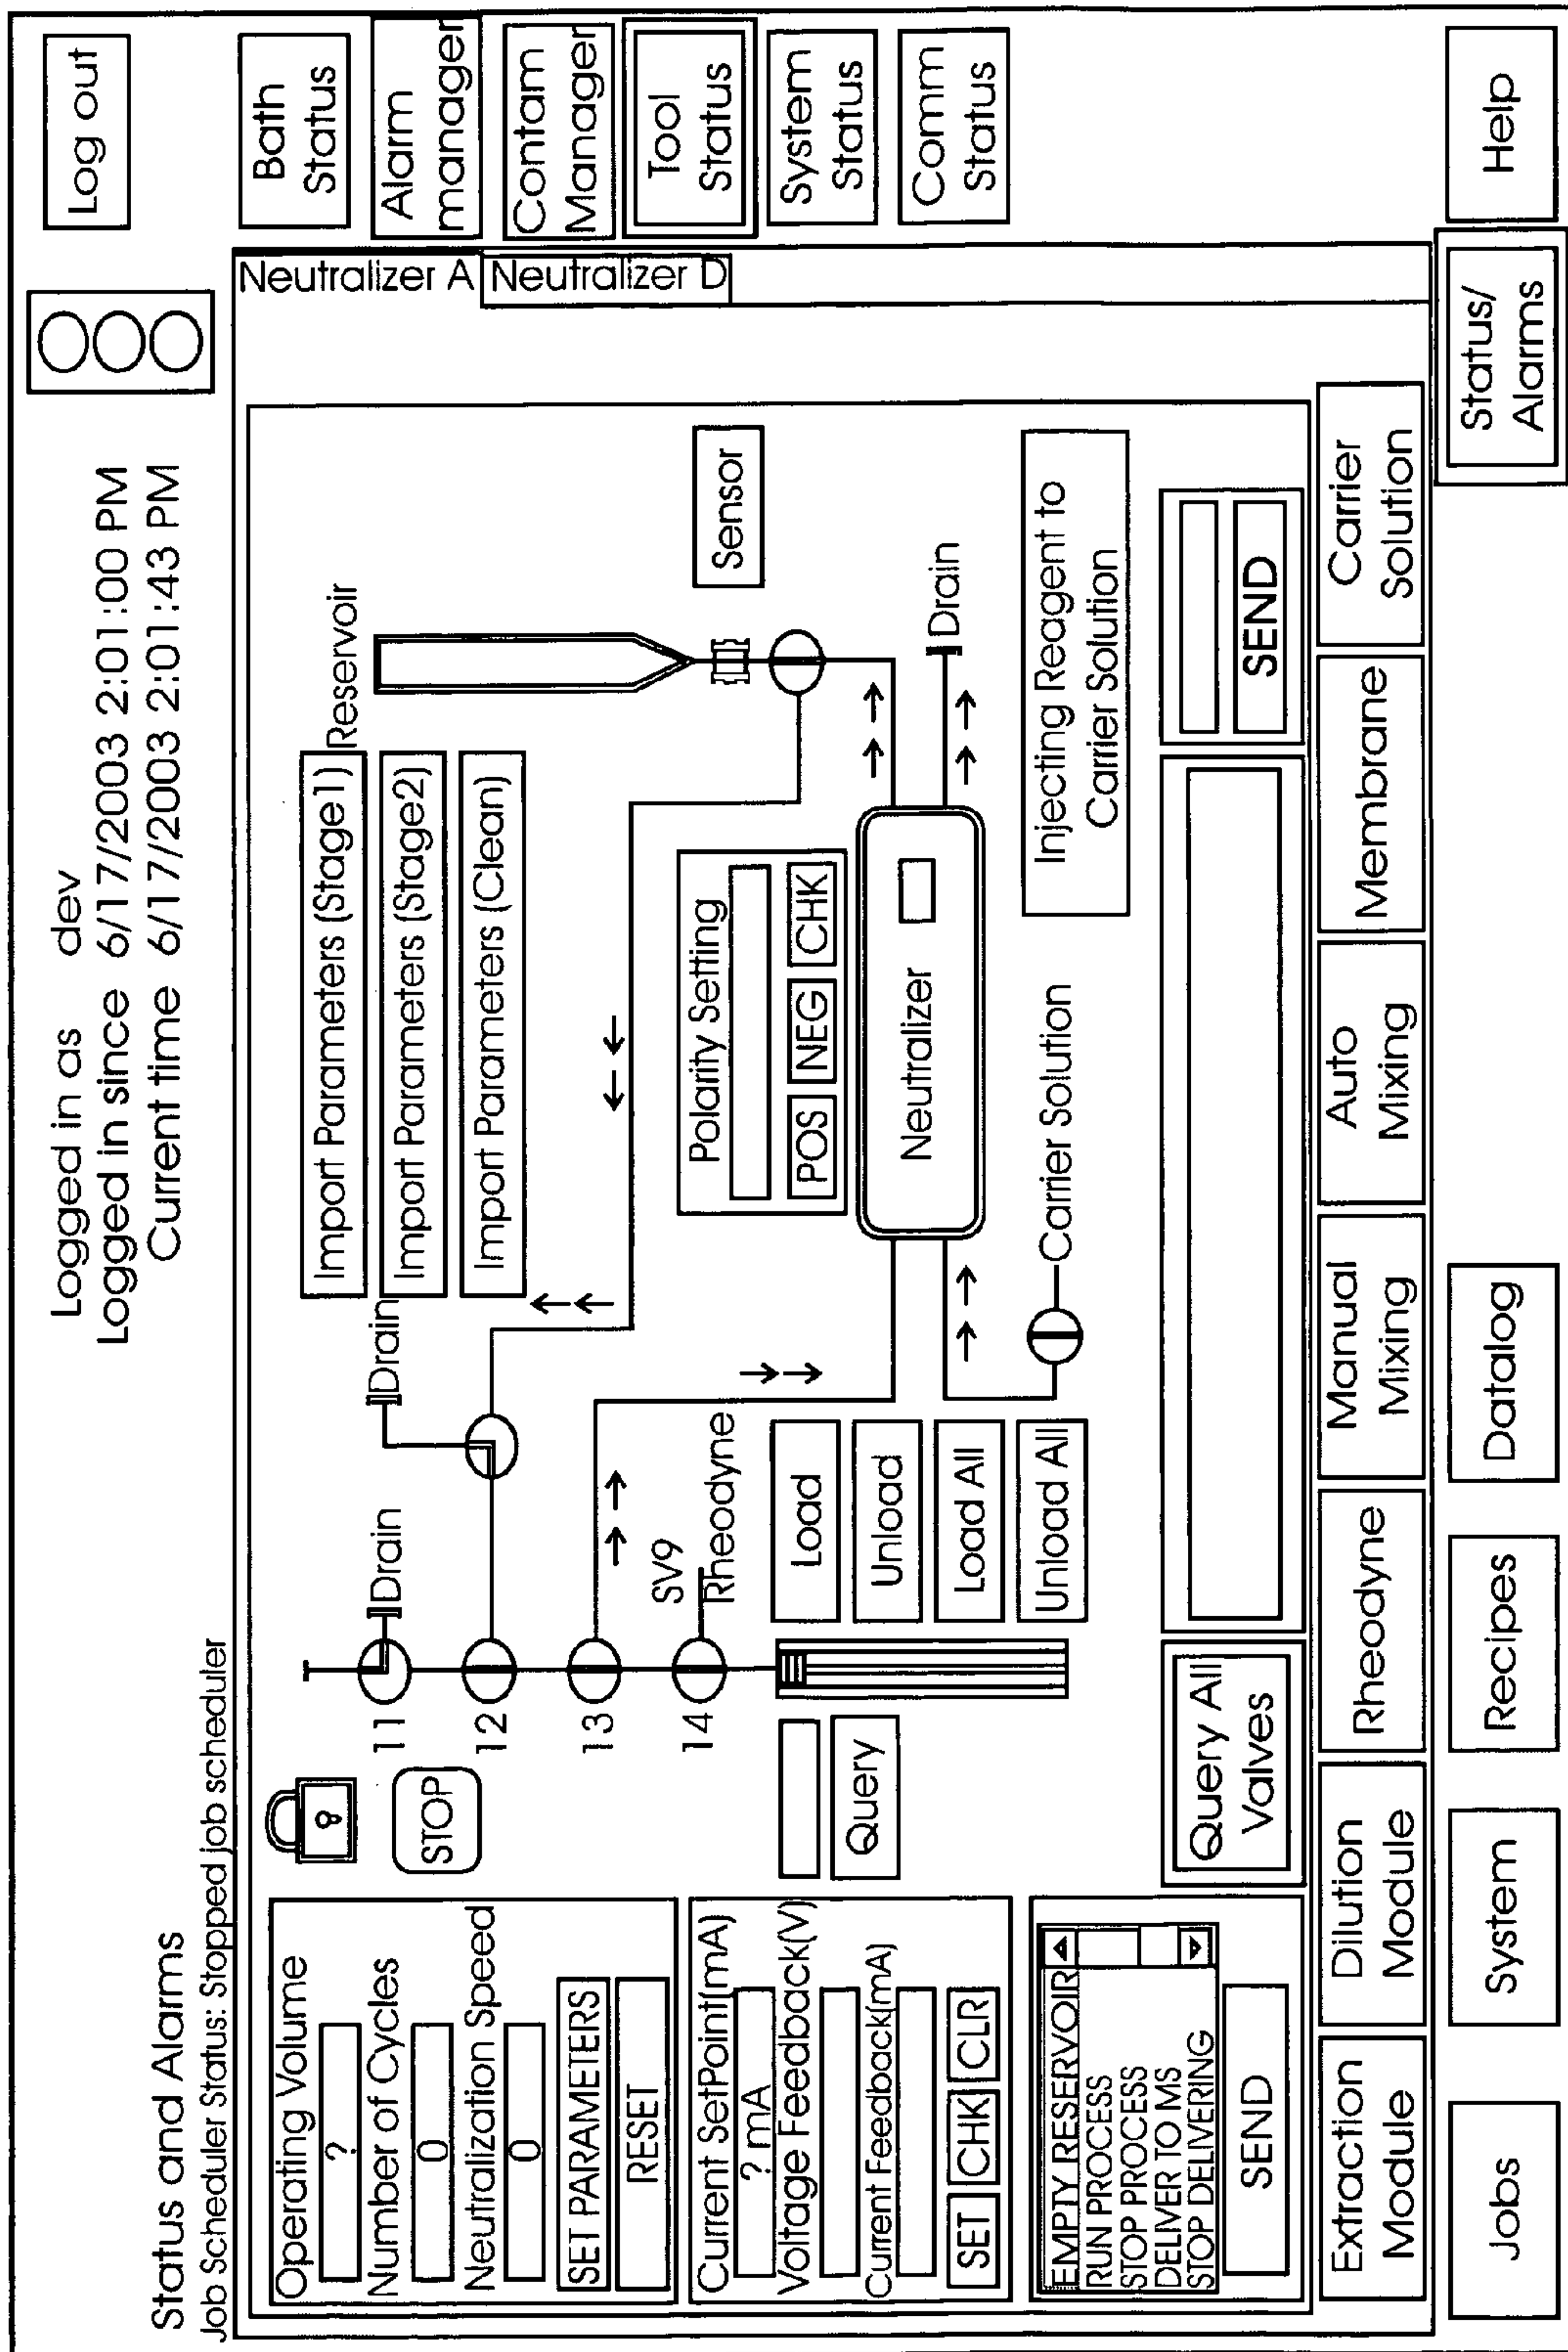 Status and Alarms
Job Scheduler Status: Stopped job scheduler
Logged in as dev
Logged in since 6/17/2003 2:01:00 PM
Current time 6/17/2003 2:01:43 PM
Log out
Neutralizer A
Neutralizer D
Bath
Status
Alarm
manager
Contam
Manager
Tool
Status
System
Status
Comm
Status
Operating Volume
?
Number of Cycles
0
Neutralization Speed
0
SET PARAMETERS
RESET
Current SetPoint(mA)
? mA
Voltage Feedback(V)
Current Feedback(mA)
SET
CHK
CLR
EMPTY RESERVOIR
RUN PROCESS
STOP PROCESS
DELIVER TO MS
STOP DELIVERING
SEND
STOP
11
12
13
14
Drain
Drain
SV9
Rheodyne
Query
Load
Unload
Load All
Unload All
Import Parameters (Stage1)
Import Parameters (Stage2)
Import Parameters (Clean)
Reservoir
Sensor
Polarity Setting
POS
NEG
CHK
Neutralizer
Drain
Carrier Solution
Injecting Reagent to
Carrier Solution
Query All
Valves
SEND
Extraction
Module
Dilution
Module
Rheodyne
Manual
Mixing
Auto
Mixing
Membrane
Carrier
Solution
Jobs
System
Recipes
Datalog
Status/
Alarms
Help